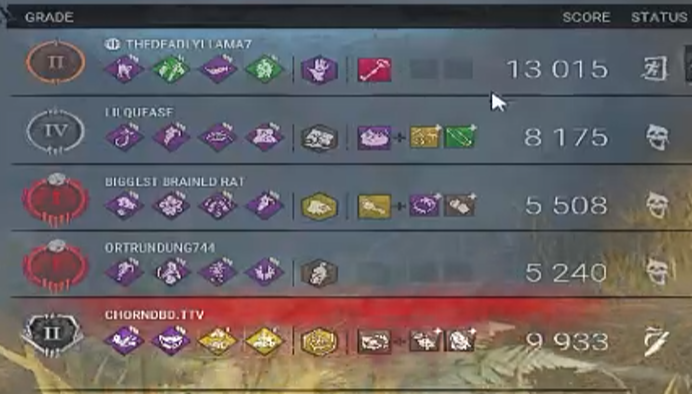 GRADE SCORE STATUS
II THEDEADLYLLAMA7 13 015
IV LILQUEASE 8 175
BIGGEST BRAINED RAT 5 508
ORTRUNDUNG744 5 240
II CHORNDBO.TTV 9 933